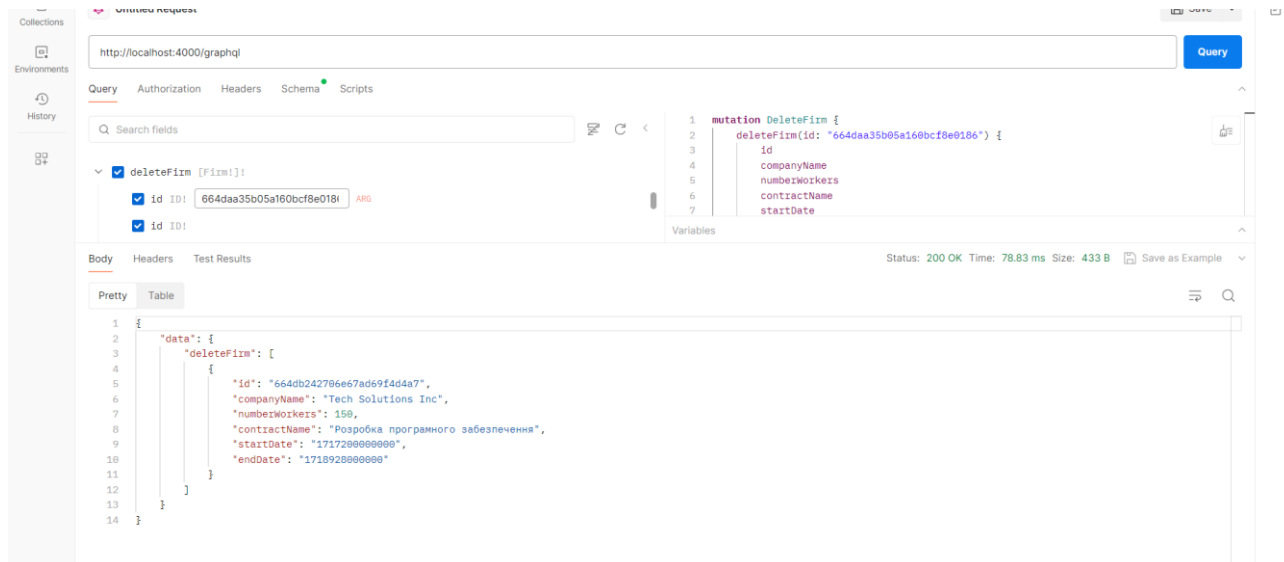 Collections
Untitled Request
Save
http://localhost:4000/graphql
Query
Environments
Query Authorization Headers Schema Scripts
History
Search fields
deleteFirm [Firm!]!
id ID! 664daa35b05a160bcf8e018 ARG
id ID!
1 mutation DeleteFirm {
2 deleteFirm(id: "664daa35b05a160bcf8e0186") {
3 id
4 companyName
5 numberWorkers
6 contractName
7 startDate
Variables
Body Headers Test Results
Status: 200 OK Time: 78.83 ms Size: 433 B Save as Example
Pretty Table
1 {
2 "data": {
3 "deleteFirm": [
4 {
5 "id": "664db242706e67ad69f4d4a7",
6 "companyName": "Tech Solutions Inc",
7 "numberWorkers": 150,
8 "contractName": "Розробка програмного забезпечення",
9 "startDate": "1717200000000",
10 "endDate": "1718928000000"
11 }
12 ]
13 }
14 }